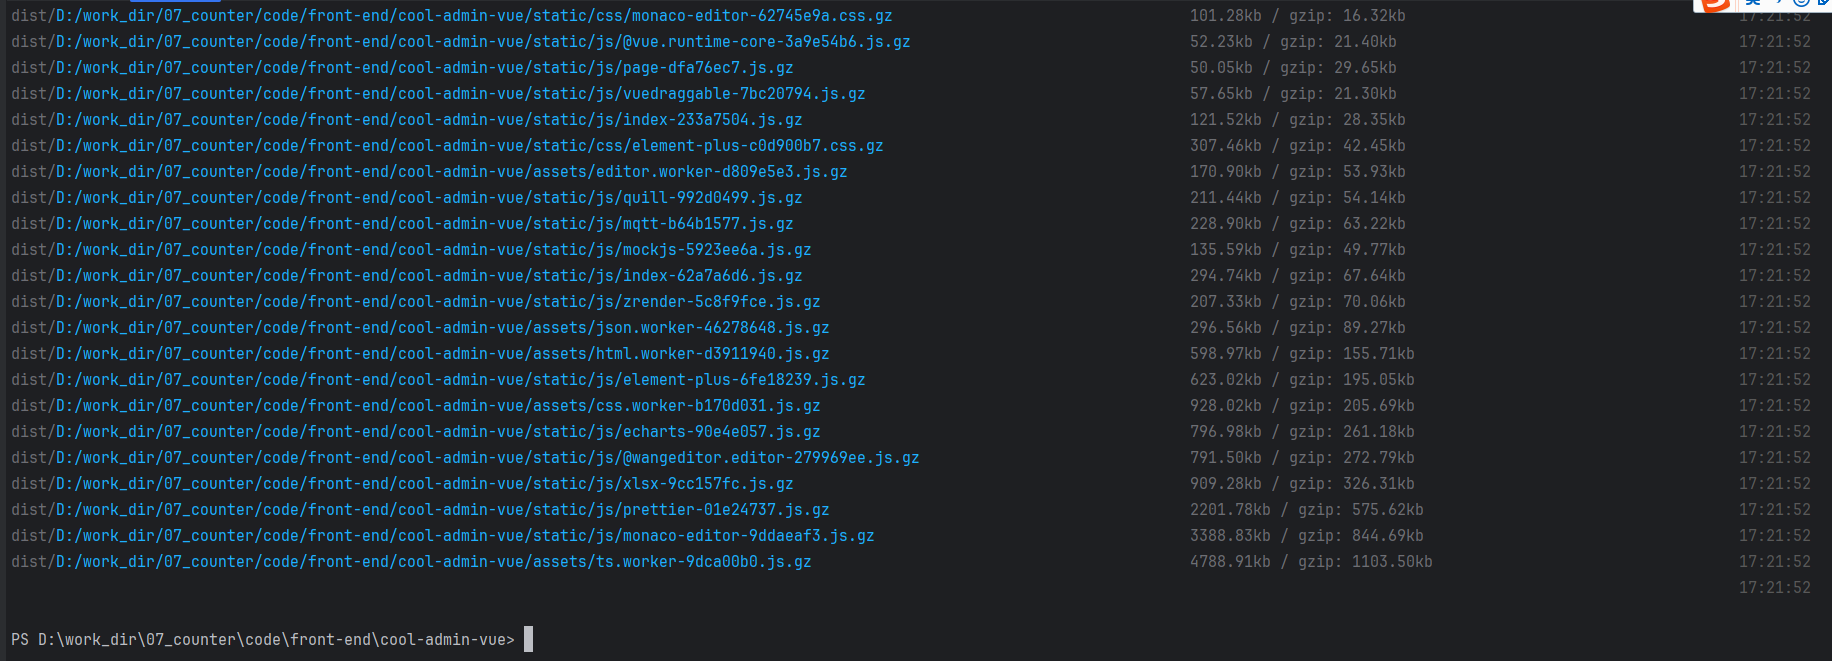 dist/D:/work_dir/07_counter/code/front-end/cool-admin-vue/static/css/monaco-editor-62745e9a.css.gz 101.28kb / gzip: 16.32kb 17:21:52
dist/D:/work_dir/07_counter/code/front-end/cool-admin-vue/static/js/@vue.runtime-core-3a9e54b6.js.gz 52.23kb / gzip: 21.40kb 17:21:52
dist/D:/work_dir/07_counter/code/front-end/cool-admin-vue/static/js/page-dfa76ec7.js.gz 50.05kb / gzip: 29.65kb 17:21:52
dist/D:/work_dir/07_counter/code/front-end/cool-admin-vue/static/js/vuedraggable-7bc20794.js.gz 57.65kb / gzip: 21.30kb 17:21:52
dist/D:/work_dir/07_counter/code/front-end/cool-admin-vue/static/js/index-233a7504.js.gz 121.52kb / gzip: 28.35kb 17:21:52
dist/D:/work_dir/07_counter/code/front-end/cool-admin-vue/static/css/element-plus-c0d900b7.css.gz 307.46kb / gzip: 42.45kb 17:21:52
dist/D:/work_dir/07_counter/code/front-end/cool-admin-vue/assets/editor.worker-d809e5e3.js.gz 170.90kb / gzip: 53.93kb 17:21:52
dist/D:/work_dir/07_counter/code/front-end/cool-admin-vue/static/js/quill-992d0499.js.gz 211.44kb / gzip: 54.14kb 17:21:52
dist/D:/work_dir/07_counter/code/front-end/cool-admin-vue/static/js/mqtt-b64b1577.js.gz 228.90kb / gzip: 63.22kb 17:21:52
dist/D:/work_dir/07_counter/code/front-end/cool-admin-vue/static/js/mockjs-5923ee6a.js.gz 135.59kb / gzip: 49.77kb 17:21:52
dist/D:/work_dir/07_counter/code/front-end/cool-admin-vue/static/js/index-62a7a6d6.js.gz 294.74kb / gzip: 67.64kb 17:21:52
dist/D:/work_dir/07_counter/code/front-end/cool-admin-vue/static/js/zrender-5c8f9fce.js.gz 207.33kb / gzip: 70.06kb 17:21:52
dist/D:/work_dir/07_counter/code/front-end/cool-admin-vue/assets/json.worker-46278648.js.gz 296.56kb / gzip: 89.27kb 17:21:52
dist/D:/work_dir/07_counter/code/front-end/cool-admin-vue/assets/html.worker-d3911940.js.gz 598.97kb / gzip: 155.71kb 17:21:52
dist/D:/work_dir/07_counter/code/front-end/cool-admin-vue/static/js/element-plus-6fe18239.js.gz 623.02kb / gzip: 195.05kb 17:21:52
dist/D:/work_dir/07_counter/code/front-end/cool-admin-vue/assets/css.worker-b170d031.js.gz 928.02kb / gzip: 205.69kb 17:21:52
dist/D:/work_dir/07_counter/code/front-end/cool-admin-vue/static/js/echarts-90e4e057.js.gz 796.98kb / gzip: 261.18kb 17:21:52
dist/D:/work_dir/07_counter/code/front-end/cool-admin-vue/static/js/@wangeditor.editor-279969ee.js.gz 791.50kb / gzip: 272.79kb 17:21:52
dist/D:/work_dir/07_counter/code/front-end/cool-admin-vue/static/js/xlsx-9cc157fc.js.gz 909.28kb / gzip: 326.31kb 17:21:52
dist/D:/work_dir/07_counter/code/front-end/cool-admin-vue/static/js/prettier-01e24737.js.gz 2201.78kb / gzip: 575.62kb 17:21:52
dist/D:/work_dir/07_counter/code/front-end/cool-admin-vue/static/js/monaco-editor-9ddaeaf3.js.gz 3388.83kb / gzip: 844.69kb 17:21:52
dist/D:/work_dir/07_counter/code/front-end/cool-admin-vue/assets/ts.worker-9dca00b0.js.gz 4788.91kb / gzip: 1103.50kb 17:21:52
17:21:52
PS D:\work_dir\07_counter\code\front-end\cool-admin-vue>